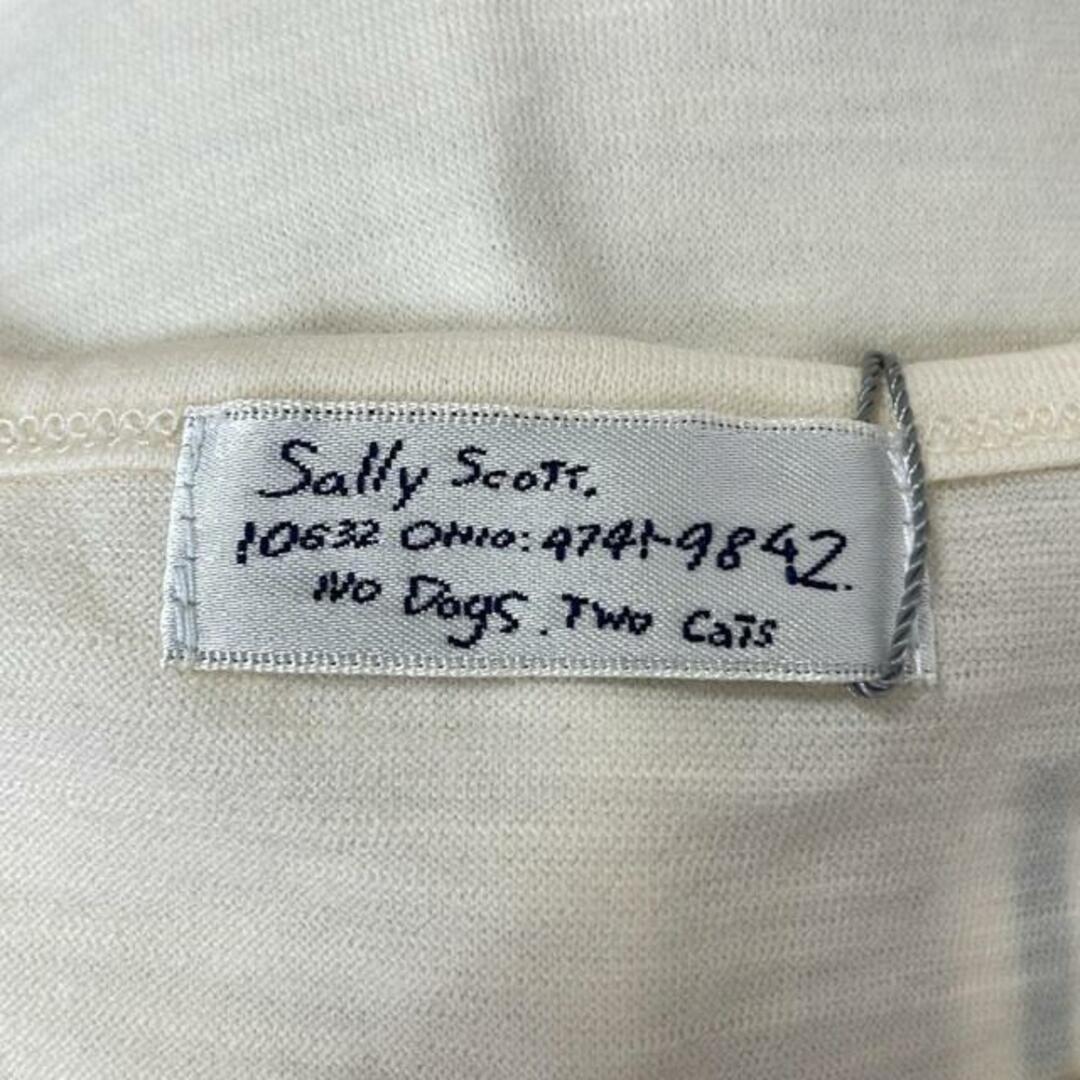 Sally Scott.
10632 Ohio: 4741-9842.
No Dogs. Two Cats